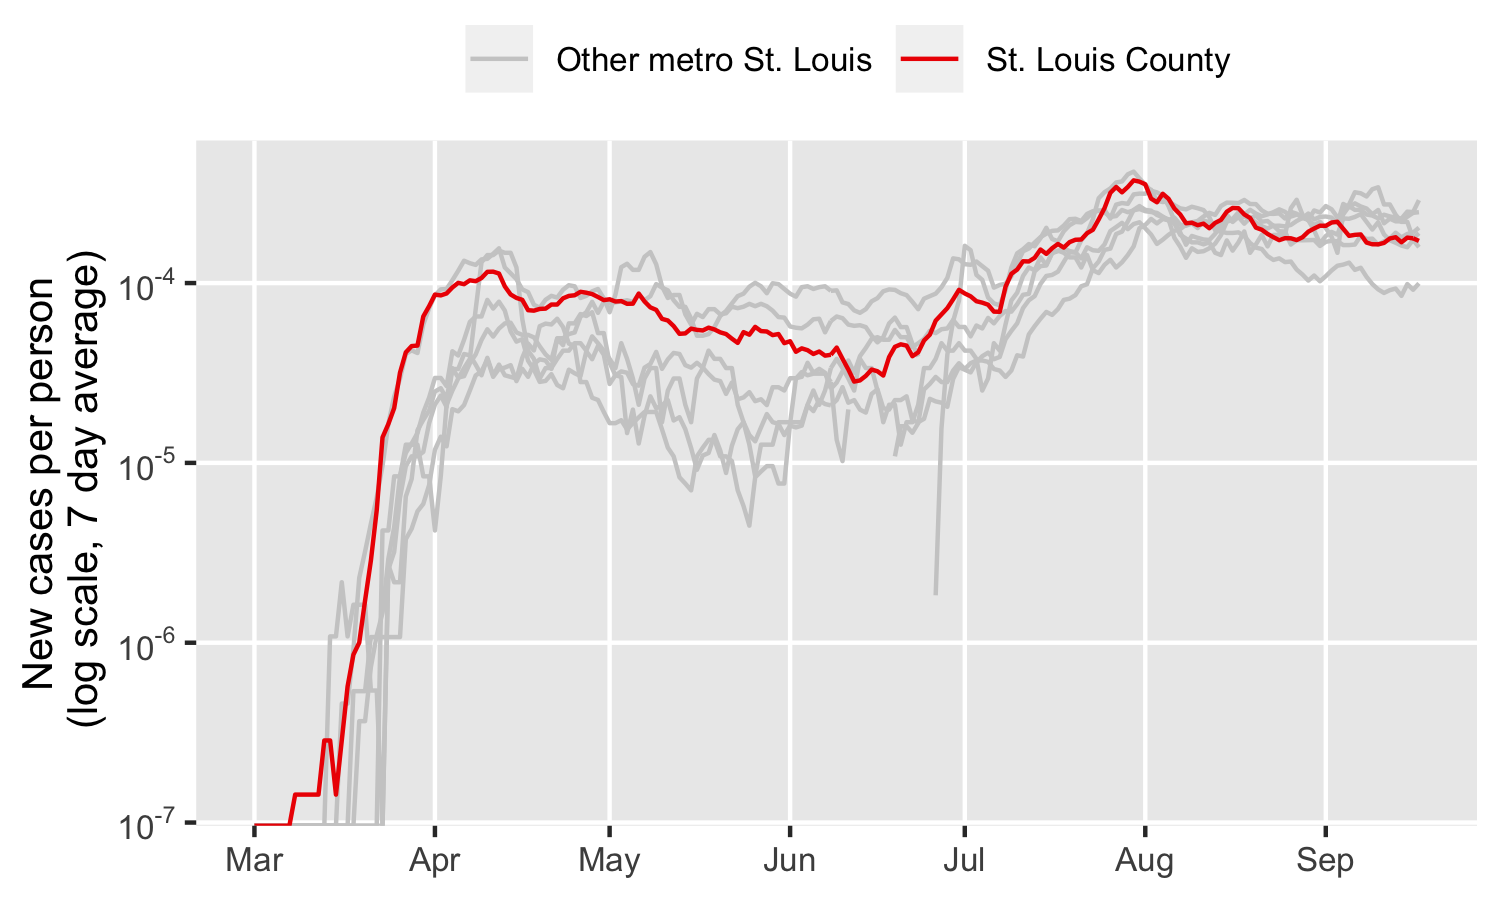 Other metro St. Louis St. Louis County
New cases per person
(log scale, 7 day average)
10⁻⁴
10⁻⁵
10⁻⁶
10⁻⁷
Mar Apr May Jun Jul Aug Sep